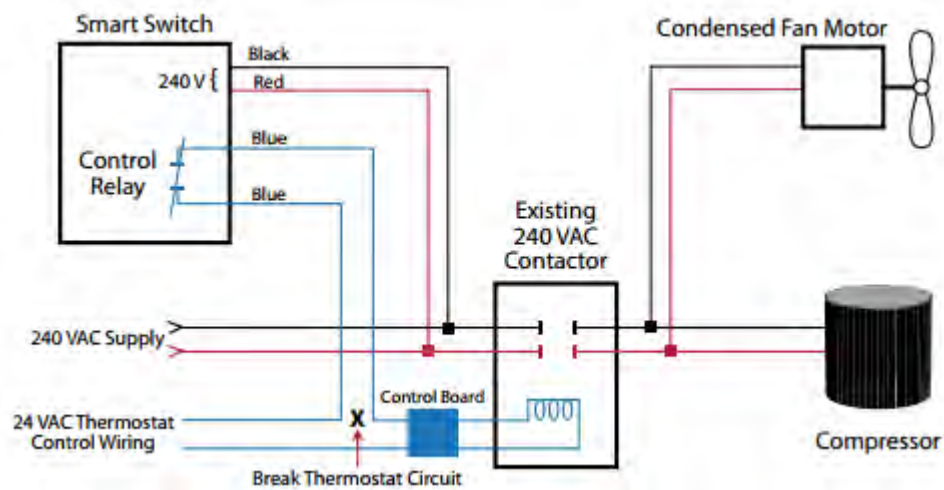 Smart Switch
Condensed Fan Motor
Black
240 V {
Red
Blue
Control
Relay
Blue
Existing
240 VAC
Contactor
240 VAC Supply
Control Board
24 VAC Thermostat
Control Wiring
X
Break Thermostat Circuit
Compressor